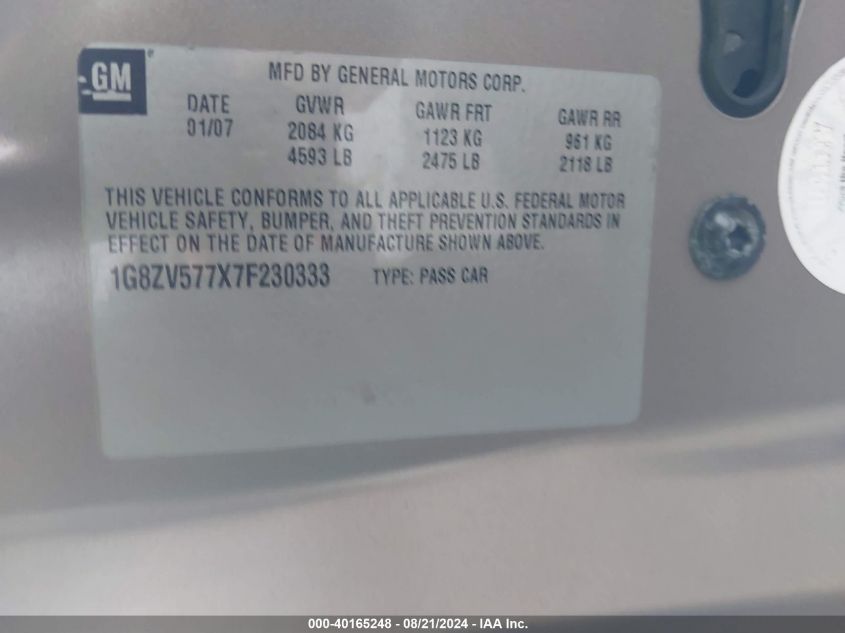 GM
MFD BY GENERAL MOTORS CORP.
DATE GVWR GAWR FRT GAWR RR
01/07 2084 KG 1123 KG 961 KG
4593 LB 2475 LB 2118 LB
THIS VEHICLE CONFORMS TO ALL APPLICABLE U.S. FEDERAL MOTOR
VEHICLE SAFETY, BUMPER, AND THEFT PREVENTION STANDARDS IN
EFFECT ON THE DATE OF MANUFACTURE SHOWN ABOVE.
1G8ZV577X7F230333 TYPE: PASS CAR
000-40165248 - 08/21/2024 - IAA Inc.